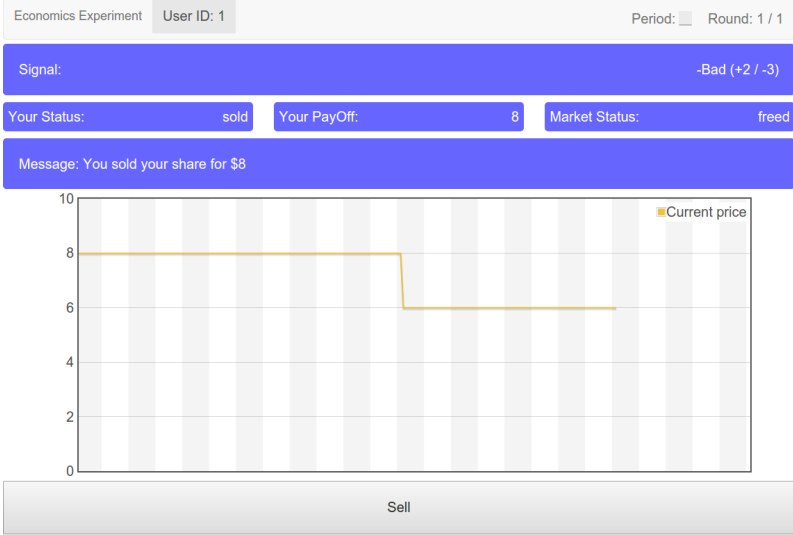 Economics Experiment User ID: 1 Period: Round: 1 / 1
Signal: -Bad (+2 / -3)
Your Status: sold Your PayOff: 8 Market Status: freed
Message: You sold your share for $8
Current price
10
8
6
4
2
0
Sell